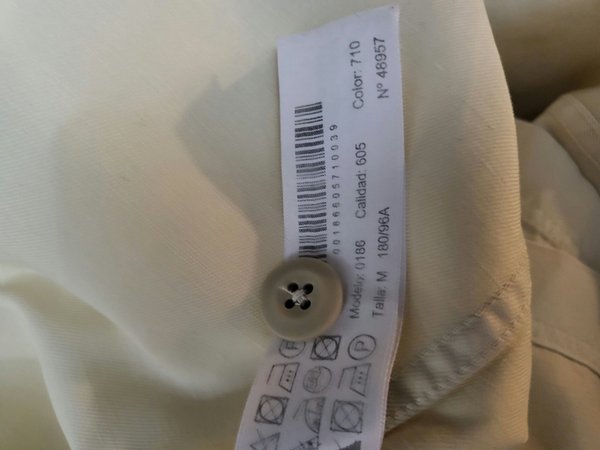 00186605710039
Modelo: 0186 Calidad: 605 Color: 710
Talla: M 180/96A Nº 48957
P